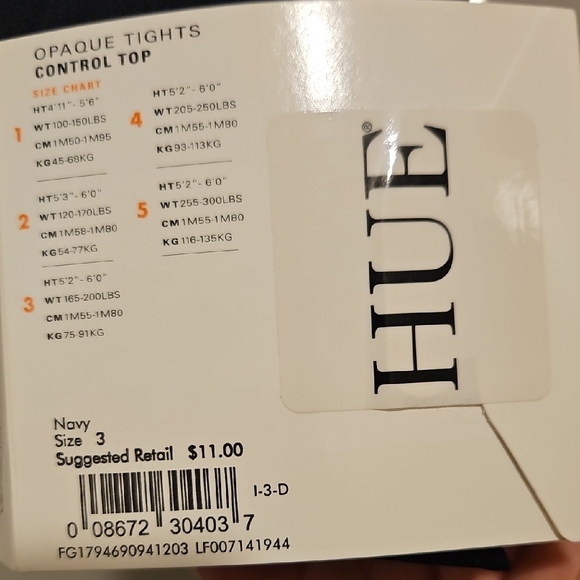 OPAQUE TIGHTS
CONTROL TOP
SIZE CHART
1
HT4'11"- 5'6"
WT100-150LBS
CM1M50-1M95
KG45-68KG
2
HT5'3"- 6'0"
WT120-170LBS
CM1M58-1M80
KG54-77KG
3
HT5'2"- 6'0"
WT165-200LBS
CM1M55-1M80
KG75-91KG
4
HT5'2"- 6'0"
WT205-250LBS
CM1M55-1M80
KG93-113KG
5
HT5'2"- 6'0"
WT255-300LBS
CM1M55-1M80
KG116-135KG
HUE®
Navy
Size 3
Suggested Retail $11.00
I-3-D
0 08672 30403 7
FG1794690941203 LF007141944